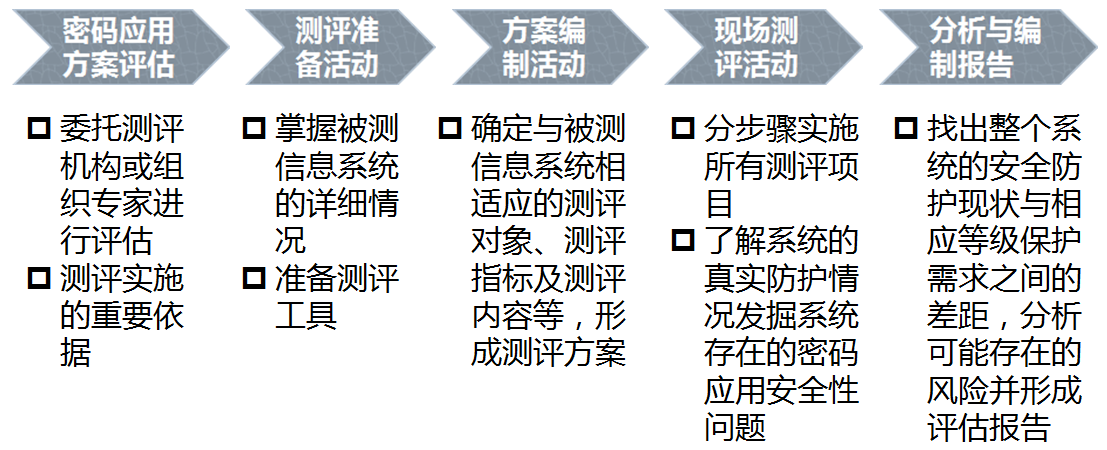 密码应用
方案评估
测评准
备活动
方案编
制活动
现场测
评活动
分析与编
制报告
委托测评
机构或组
织专家进
行评估
测评实施
的重要依
据
掌握被测
信息系统
的详细情
况
准备测评
工具
确定与被测
信息系统相
适应的测评
对象、测评
指标及测评
内容等，形
成测评方案
分步骤实施
所有测评项
目
了解系统的
真实防护情
况发掘系统
存在的密码
应用安全性
问题
找出整个系
统的安全防
护现状与相
应等级保护
需求之间的
差距，分析
可能存在的
风险并形成
评估报告